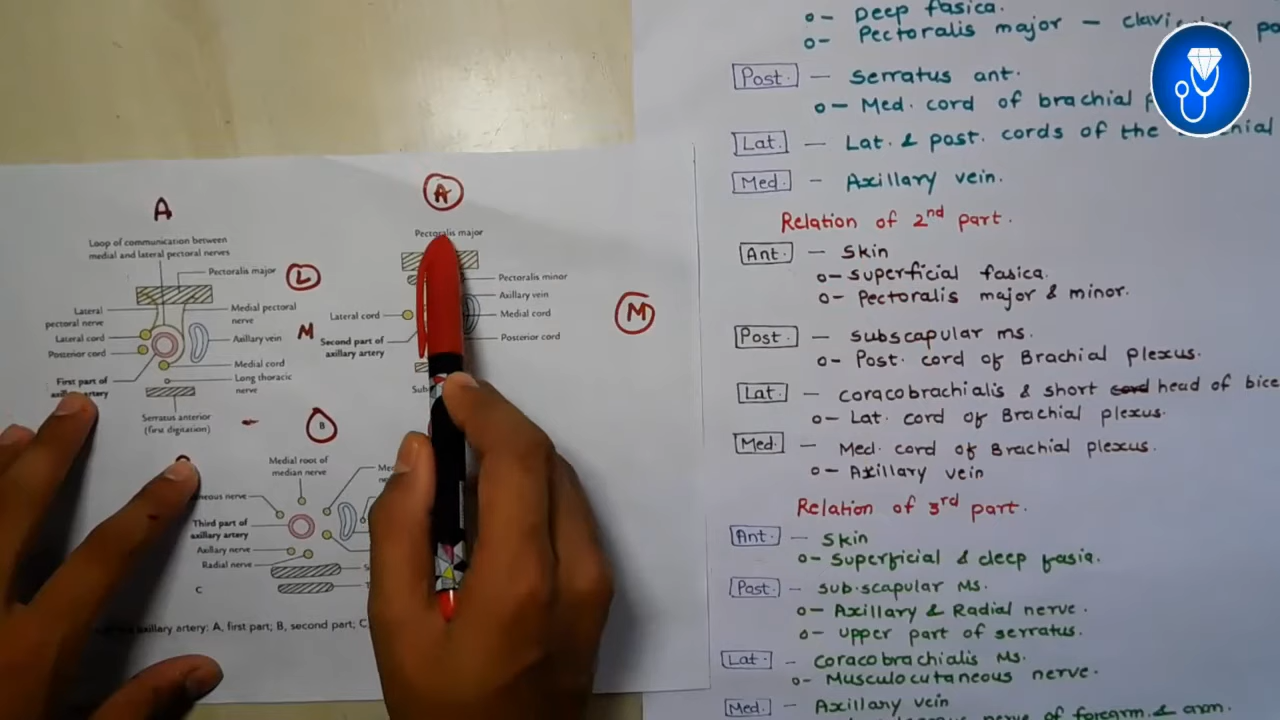 A
Loop of communication between
medial and lateral pectoral nerves
Pectoralis major
L
Lateral
pectoral nerve
Medial pectoral
nerve
Lateral cord
Axillary vein
M
Posterior cord
Medial cord
First part of
Long thoracic
nerve
Serratus anterior
(first digitation)
A
Pectoralis major
Pectoralis minor
Axillary vein
Lateral cord
Medial cord
M
Second part of
axillary artery
Posterior cord
B
Medial root of
median nerve
nerve
Third part of
axillary artery
Axillary nerve
Radial nerve
C
axillary artery: A, first part; B, second part; C
o- Deep fasica.
o- Pectoralis major -
Post. - Serratus ant.
o- Med. cord of brachial
Lat. - Lat. & post. cords of the
Med. - Axillary vein.
Relation of 2nd part.
Ant. - Skin
o- superficial fasica.
o- Pectoralis major & minor.
Post. - subscapular ms.
o- Post. cord of Brachial plexus.
Lat. - coracobrachialis & short head of
o- Lat. cord of Brachial plexus.
Med. - Med. cord of Brachial plexus.
o- Axillary vein
Relation of 3rd part.
Ant. - Skin
o- Superficial & deep fasia.
Post. - sub.scapular Ms.
o- Axillary & Radial nerve.
o- upper part of serratus.
Lat. - coracobrachialis Ms.
o- Musculocutaneous nerve.
Med. - Axillary vein
nerve of forearm & arm.